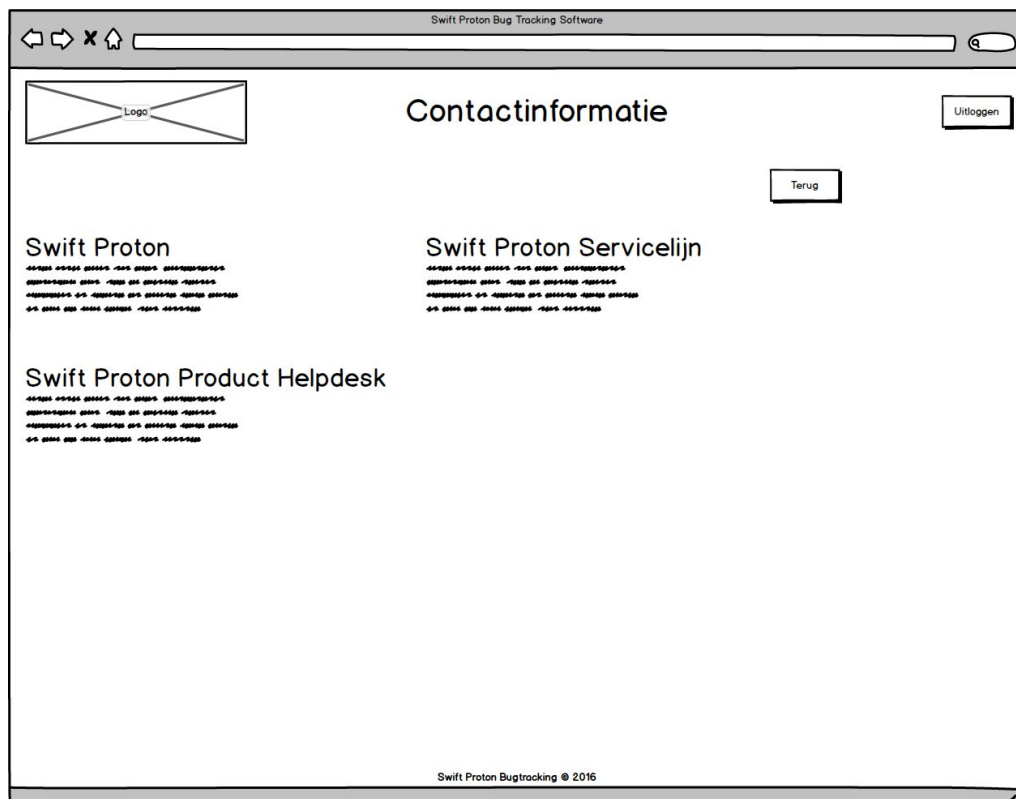 Swift Proton Bug Tracking Software
Logo
Contactinformatie
Uitloggen
Terug
Swift Proton
Swift Proton Servicelijn
Swift Proton Product Helpdesk
Swift Proton Bugtracking © 2016